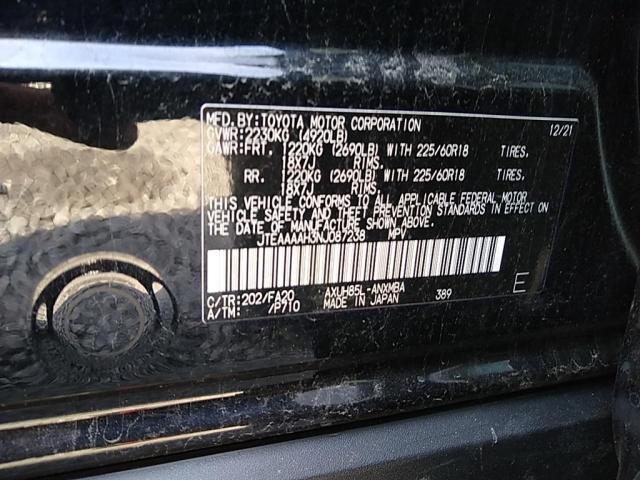 MFD. BY: TOYOTA MOTOR CORPORATION 12/21
GVWR: 2230KG (4920LB)
GAWR: FRT. 1220KG (2690LB) WITH 225/60R18 TIRES.
18X7J RIMS.
RR. 1220KG (2690LB) WITH 225/60R18 TIRES.
18X7J RIMS.
THIS VEHICLE CONFORMS TO ALL APPLICABLE FEDERAL MOTOR
VEHICLE SAFETY AND THEFT PREVENTION STANDARDS IN EFFECT ON
THE DATE OF MANUFACTURE SHOWN ABOVE.
JTEAAAAH3NJ087238 MPV
C/TR: 202/FA20 AXUH85L-ANXMBA
A/TM: /P710 MADE IN JAPAN 389 E